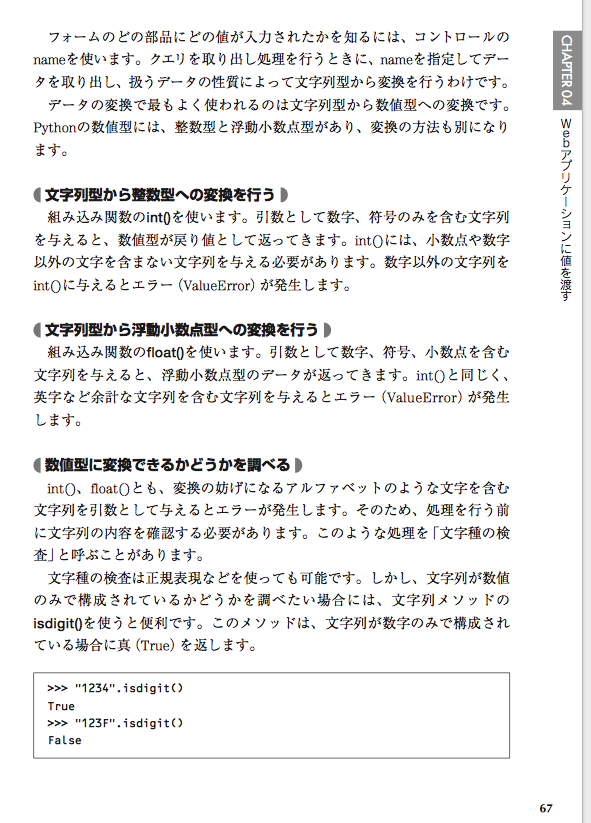 フォームのどの部品にどの値が入力されたかを知るには、コントロールの
nameを使います。クエリを取り出し処理を行うときに、nameを指定してデー
タを取り出し、扱うデータの性質によって文字列型から変換を行うわけです。
データの変換で最もよく使われるのは文字列型から数値型への変換です。
Pythonの数値型には、整数型と浮動小数点型があり、変換の方法も別になり
ます。
文字列型から整数型への変換を行う
組み込み関数のint()を使います。引数として数字、符号のみを含む文字列
を与えると、数値型が戻り値として返ってきます。int()には、小数点や数字
以外の文字を含まない文字列を与える必要があります。数字以外の文字列を
int()に与えるとエラー（ValueError）が発生します。
文字列型から浮動小数点型への変換を行う
組み込み関数のfloat()を使います。引数として数字、符号、小数点を含む
文字列を与えると、浮動小数点型のデータが返ってきます。int()と同じく、
英字など余計な文字列を含む文字列を与えるとエラー（ValueError）が発生
します。
数値型に変換できるかどうかを調べる
int()、float()とも、変換の妨げになるアルファベットのような文字を含む
文字列を引数として与えるとエラーが発生します。そのため、処理を行う前
に文字列の内容を確認する必要があります。このような処理を「文字種の検
査」と呼ぶことがあります。
文字種の検査は正規表現などを使っても可能です。しかし、文字列が数値
のみで構成されているかどうかを調べたい場合には、文字列メソッドの
isdigit()を使うと便利です。このメソッドは、文字列が数字のみで構成され
ている場合に真（True）を返します。
>>> "1234".isdigit()
True
>>> "123F".isdigit()
False
CHAPTER 04
Webアプリケーションに値を渡す
67